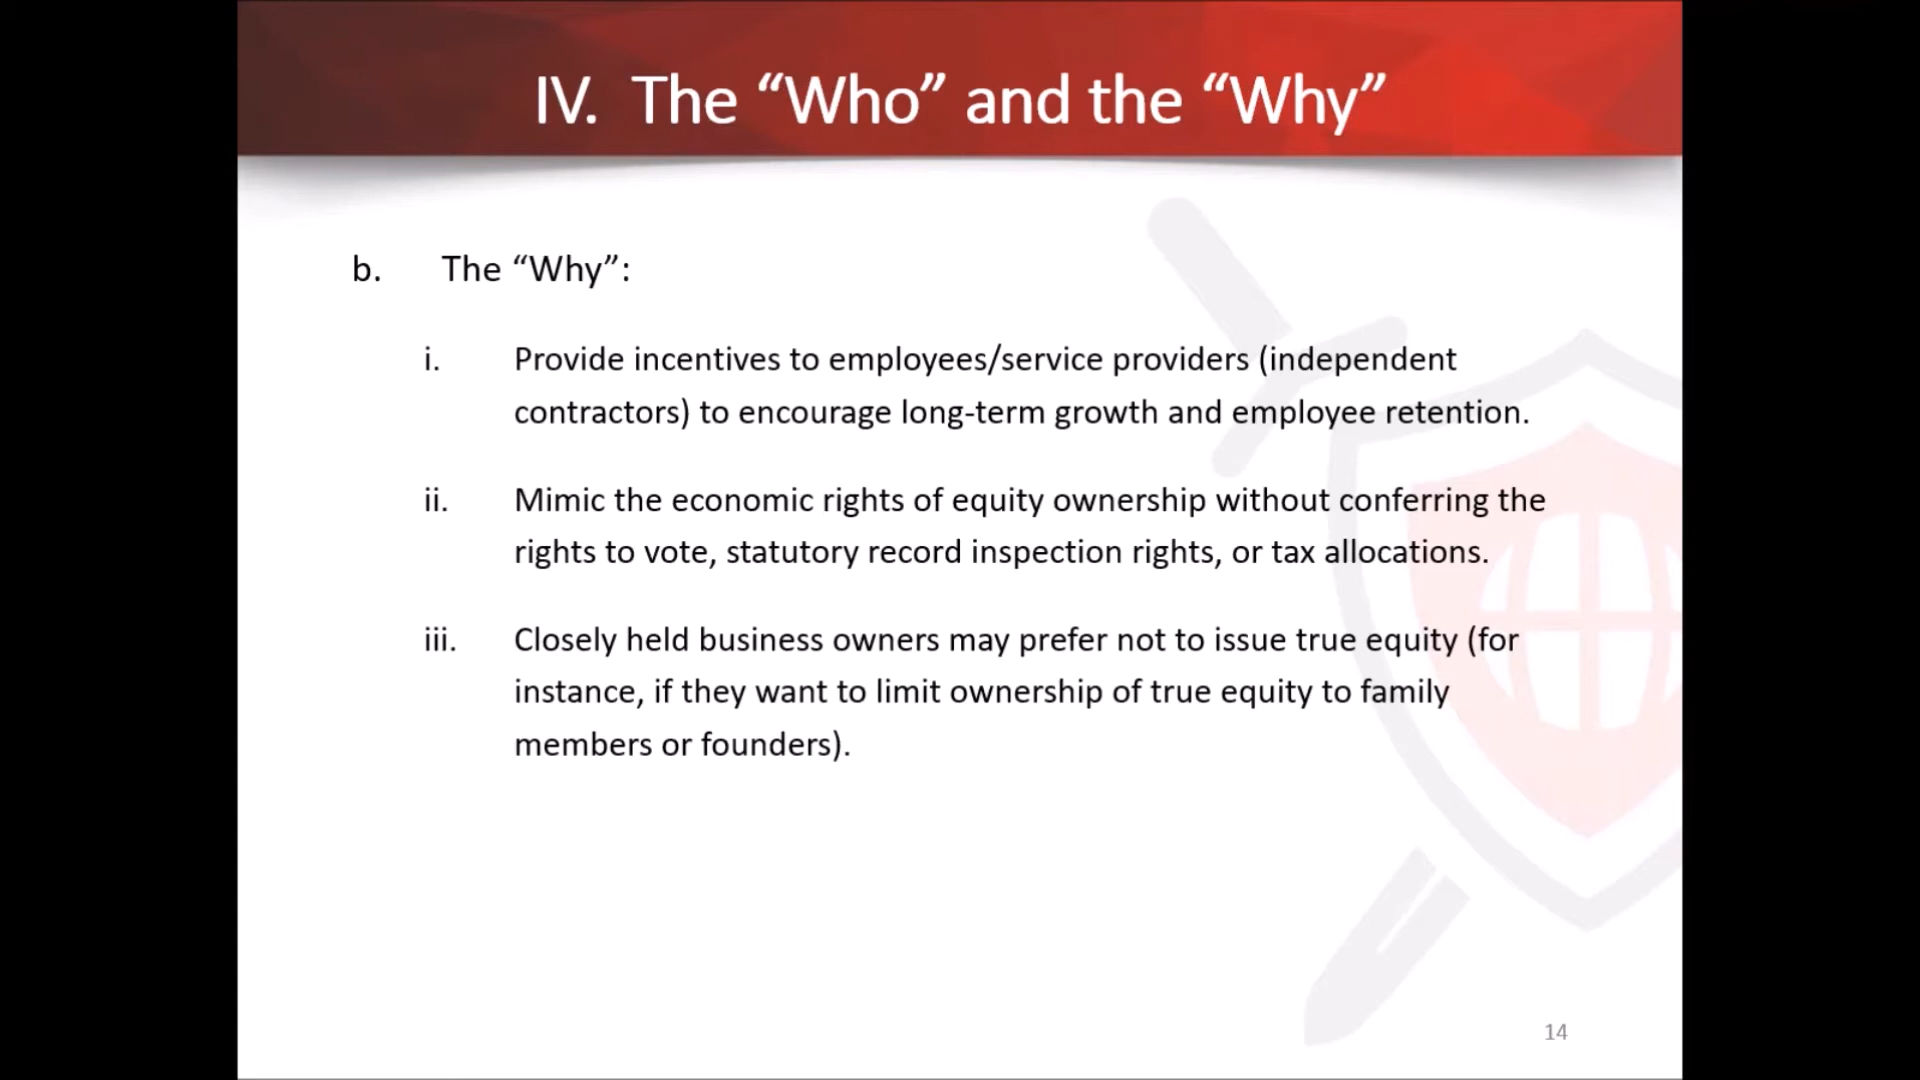 IV. The “Who” and the “Why”
b. The “Why”:
i. Provide incentives to employees/service providers (independent
contractors) to encourage long-term growth and employee retention.
ii. Mimic the economic rights of equity ownership without conferring the
rights to vote, statutory record inspection rights, or tax allocations.
iii. Closely held business owners may prefer not to issue true equity (for
instance, if they want to limit ownership of true equity to family
members or founders).
14